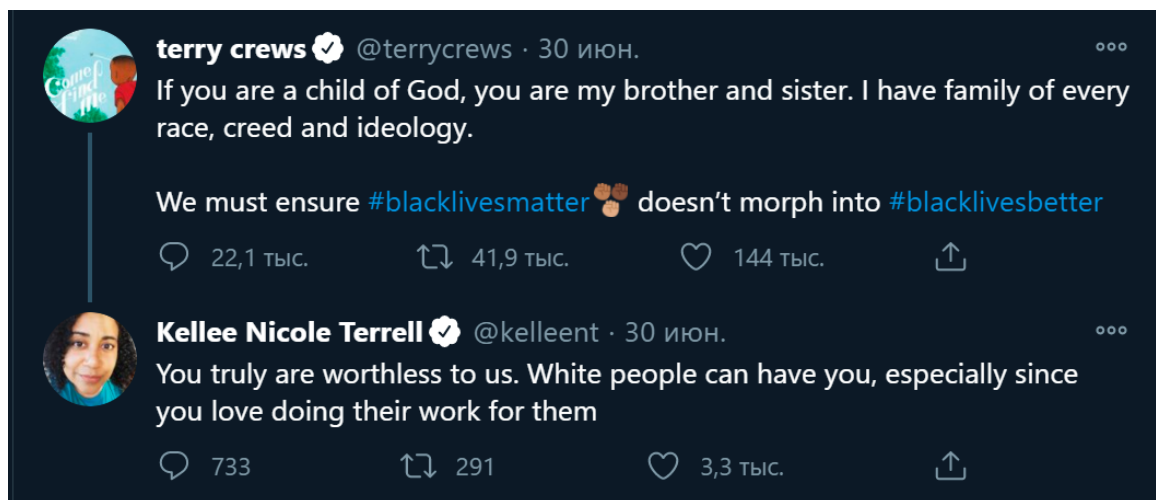 terry crews @terrycrews · 30 июн.
If you are a child of God, you are my brother and sister. I have family of every
race, creed and ideology.
We must ensure #blacklivesmatter doesn’t morph into #blacklivesbetter
22,1 тыс. 41,9 тыс. 144 тыс.
Kellee Nicole Terrell @kelleent · 30 июн.
You truly are worthless to us. White people can have you, especially since
you love doing their work for them
733 291 3,3 тыс.
Come find me